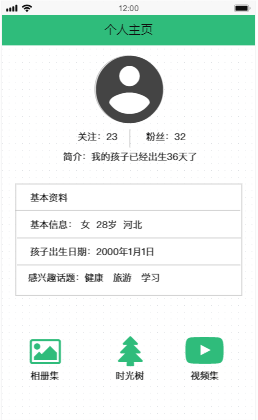 12:00
个人主页
关注：23 粉丝：32
简介：我的孩子已经出生36天了
基本资料
基本信息： 女 28岁 河北
孩子出生日期：2000年1月1日
感兴趣话题：健康 旅游 学习
相册集 时光树 视频集